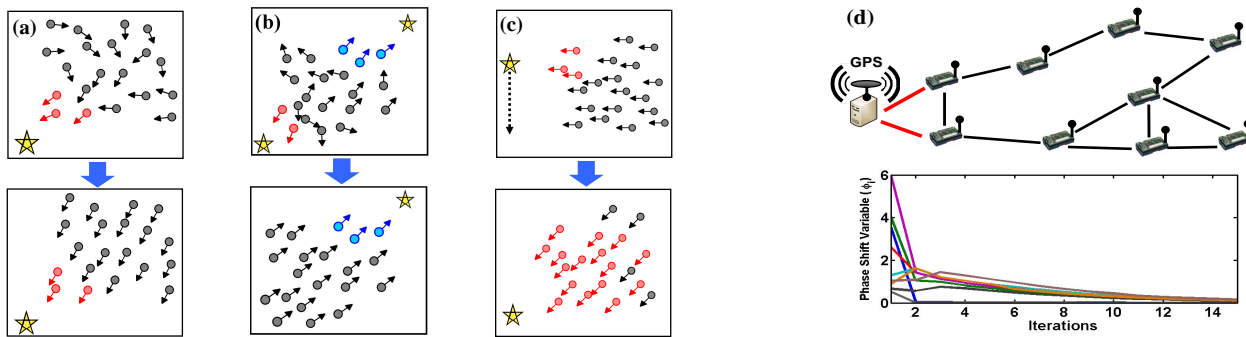 (a)
(b)
(c)
(d)
GPS
Phase Shift Variable (ϕi)
6
4
2
0
2 4 6 8 10 12 14
Iterations